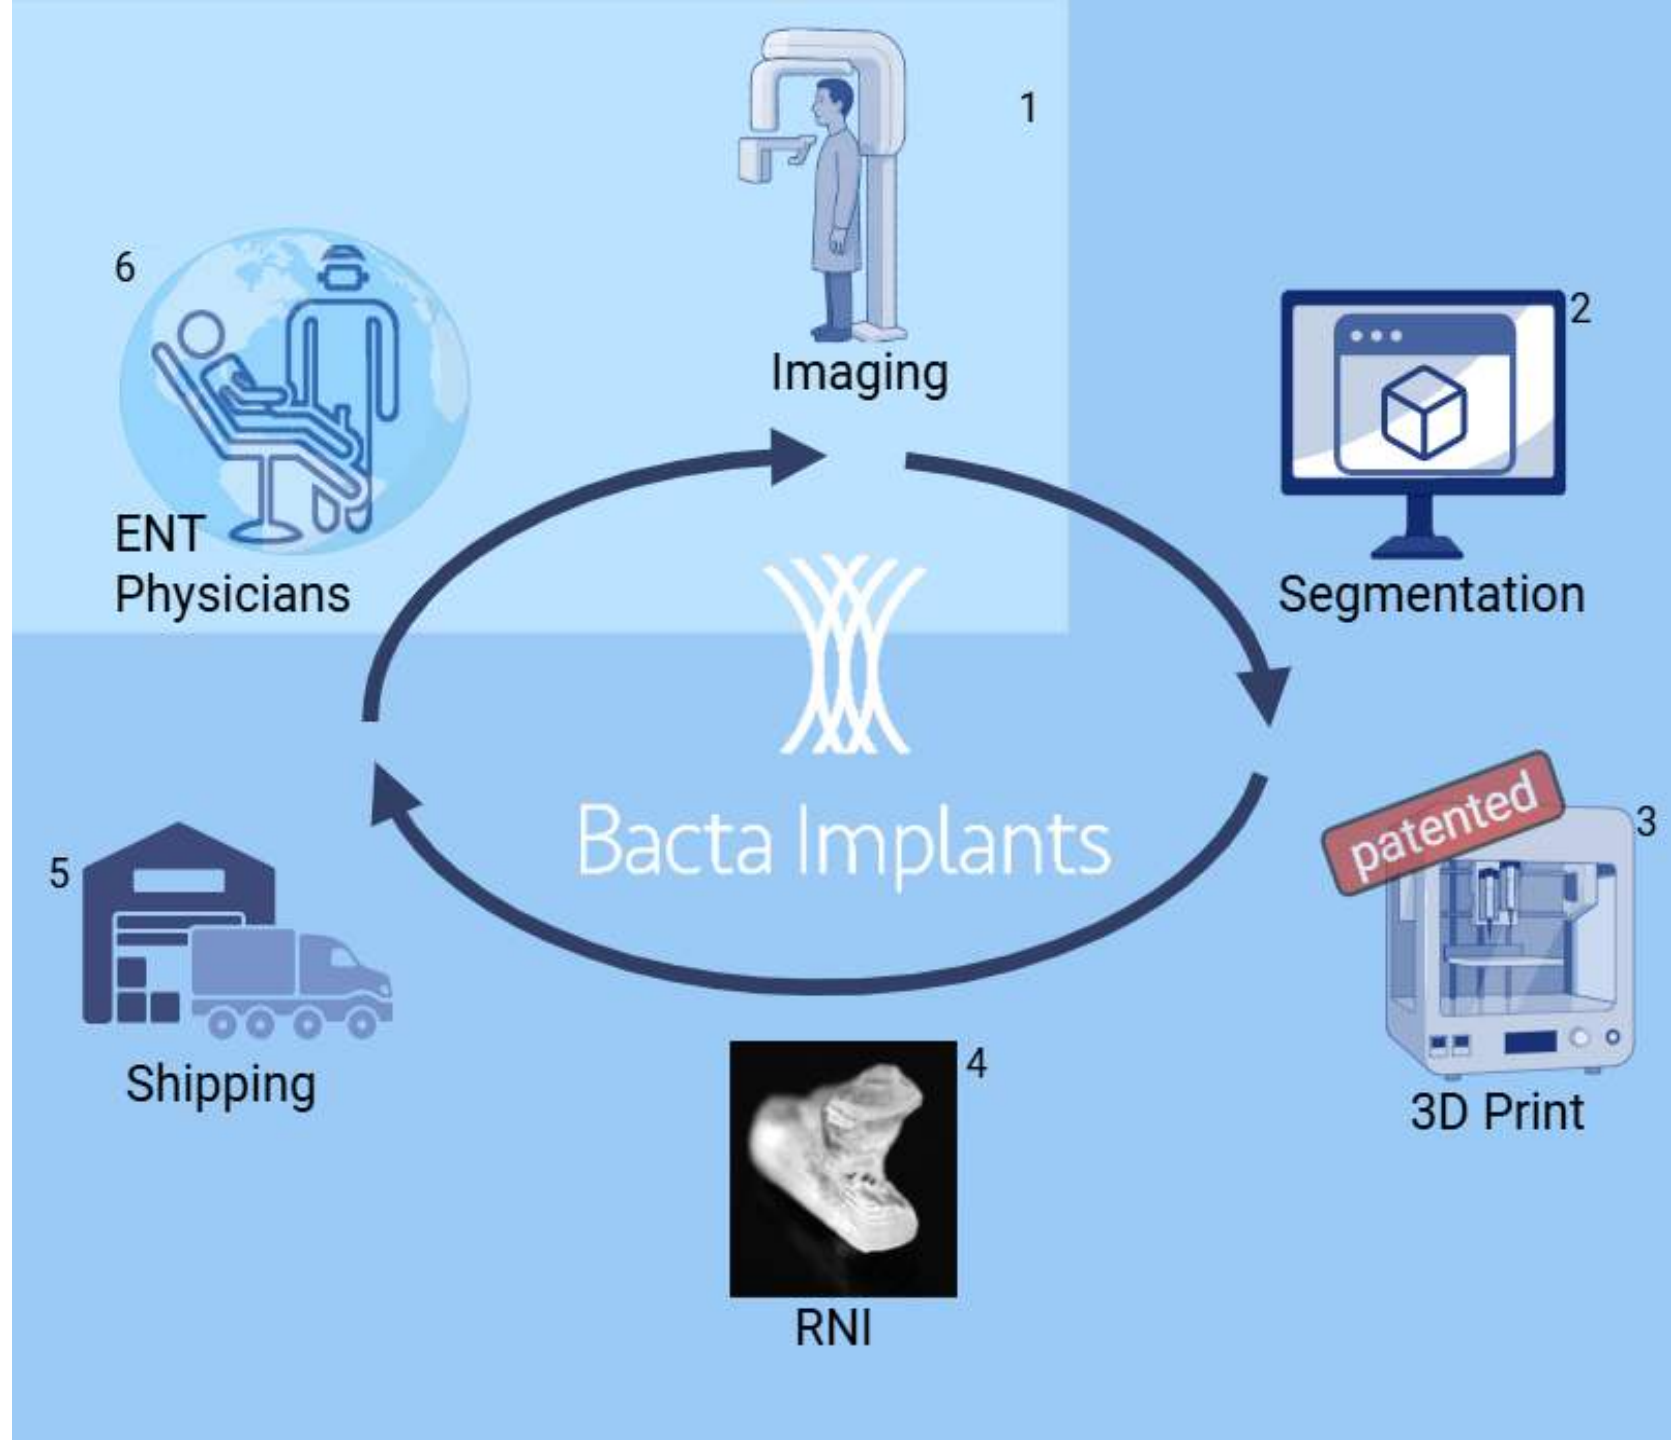 1
Imaging
2
Segmentation
patented
3
3D Print
4
RNI
5
Shipping
6
ENT
Physicians
Bacta Implants